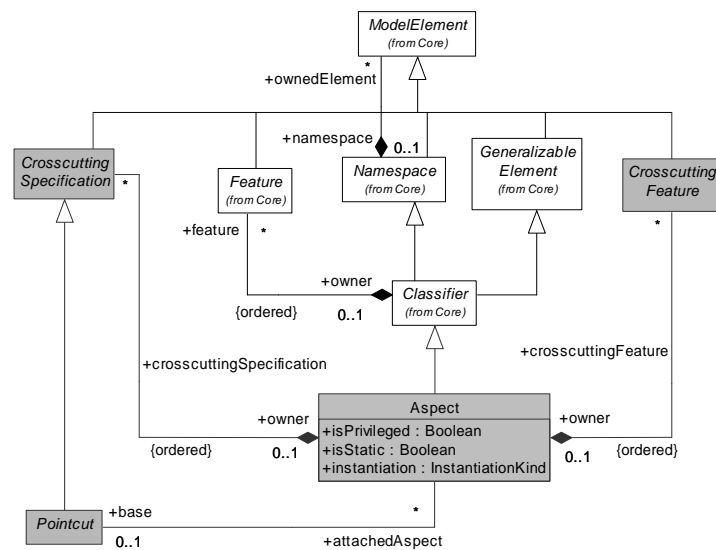 ModelElement
(from Core)
*
+ownedElement
+namespace
0..1
Crosscutting
Specification
*
Feature
(from Core)
Namespace
(from Core)
Generalizable
Element
(from Core)
Crosscutting
Feature
*
+feature
*
+owner
{ordered}
0..1
Classifier
(from Core)
+crosscuttingSpecification
+crosscuttingFeature
Aspect
+isPrivileged : Boolean
+isStatic : Boolean
+instantiation : InstantiationKind
+owner
{ordered}
0..1
+owner
0..1
{ordered}
Pointcut
+base
0..1
*
+attachedAspect